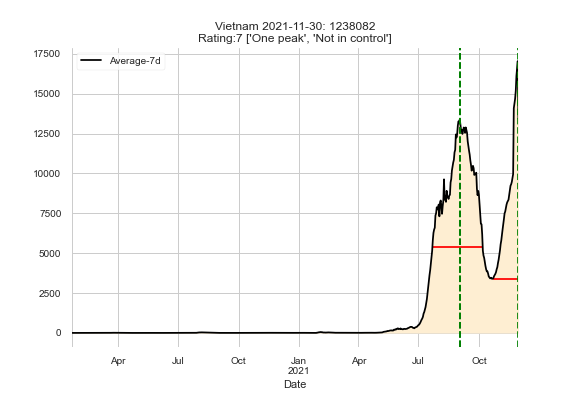 Vietnam 2021-11-30: 1238082
Rating:7 ['One peak', 'Not in control']
Average-7d
17500
15000
12500
10000
7500
5000
2500
0
Apr Jul Oct Jan Apr Jul Oct
2021
Date